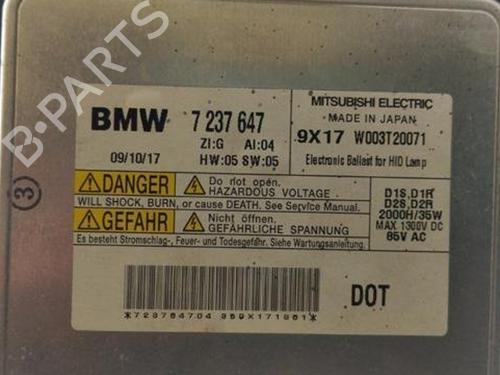 B-PARTS
BMW 7 237 647
ZI:G AI:04
09/10/17 HW:05 SW:05
MITSUBISHI ELECTRIC
MADE IN JAPAN
9X17 W003T20071
Electronic Ballast for HID Lamp
DANGER Do not open.
HAZARDOUS VOLTAGE
WILL SHOCK, BURN, or cause DEATH. See Service Manual.
GEFAHR Nicht öffnen.
GEFÄHRLICHE SPANNUNG
Es besteht Stromschlag-, Feuer- und Todesgefahr. Siehe Wartungsanleitung.
D1S,D1R
D2S,D2R
2000H/35W
MAX 1300V DC
85V AC
DOT
3